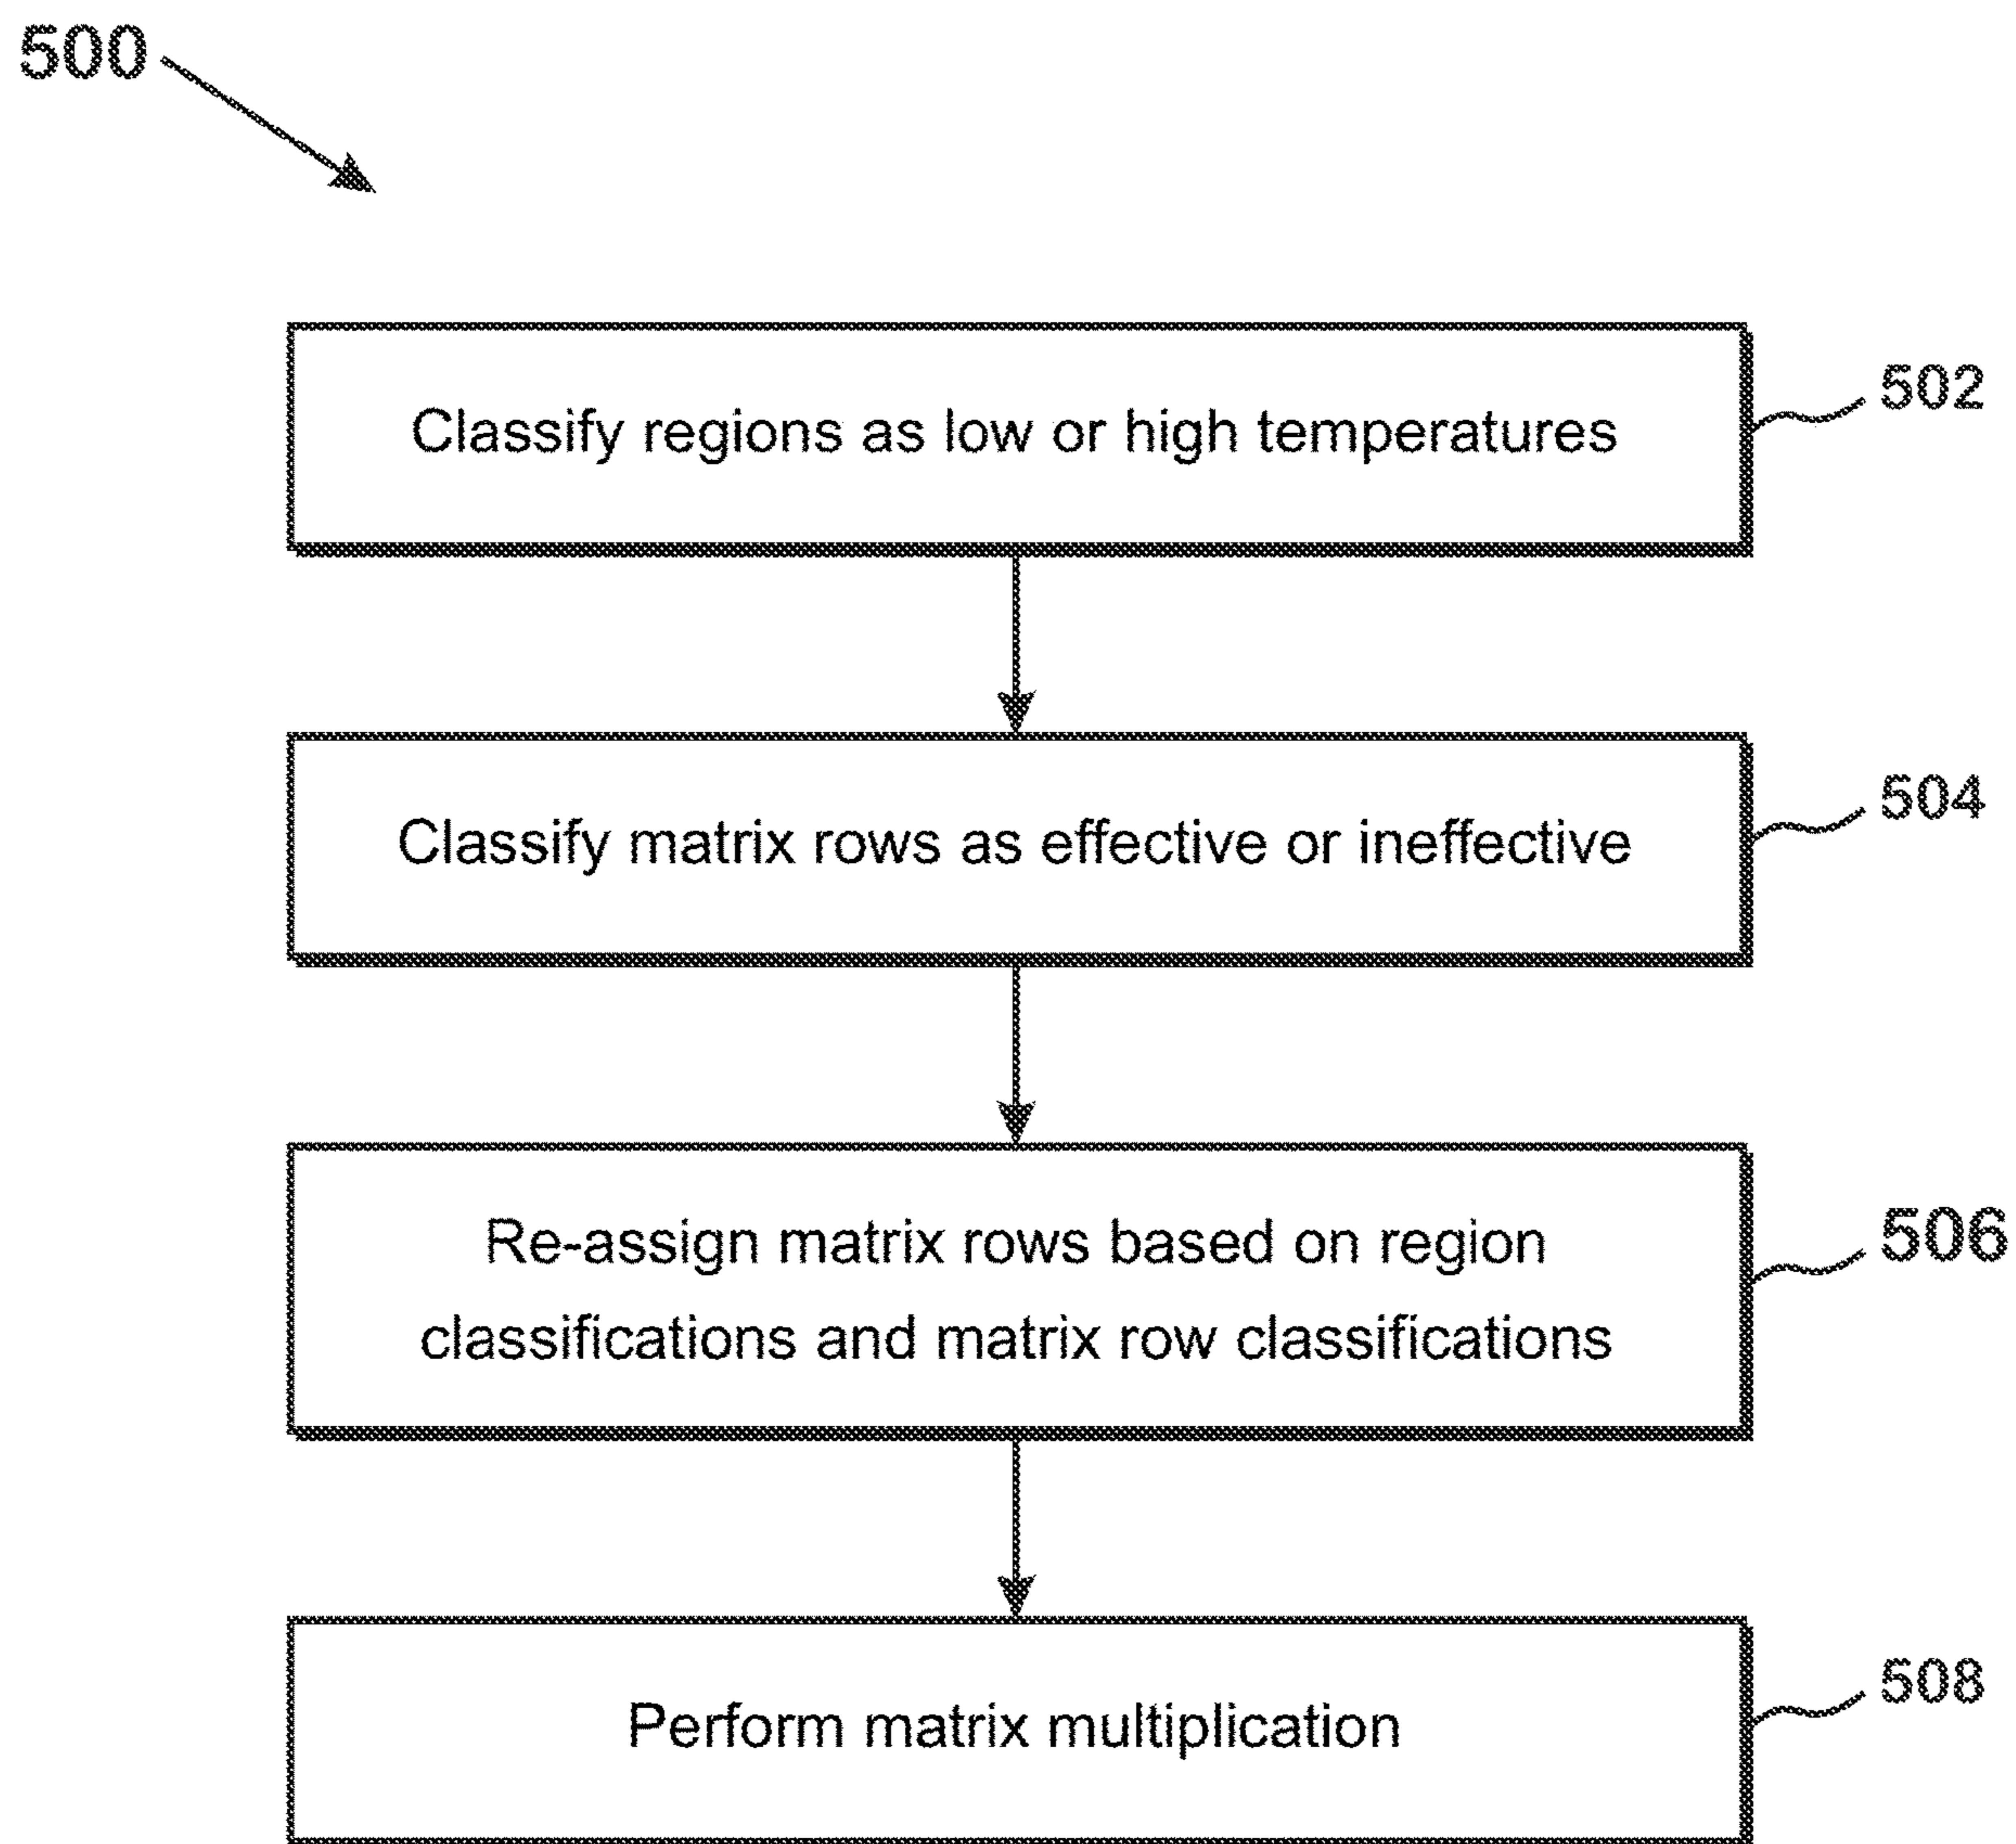 500
Classify regions as low or high temperatures
502
Classify matrix rows as effective or ineffective
504
Re-assign matrix rows based on region
classifications and matrix row classifications
506
Perform matrix multiplication
508